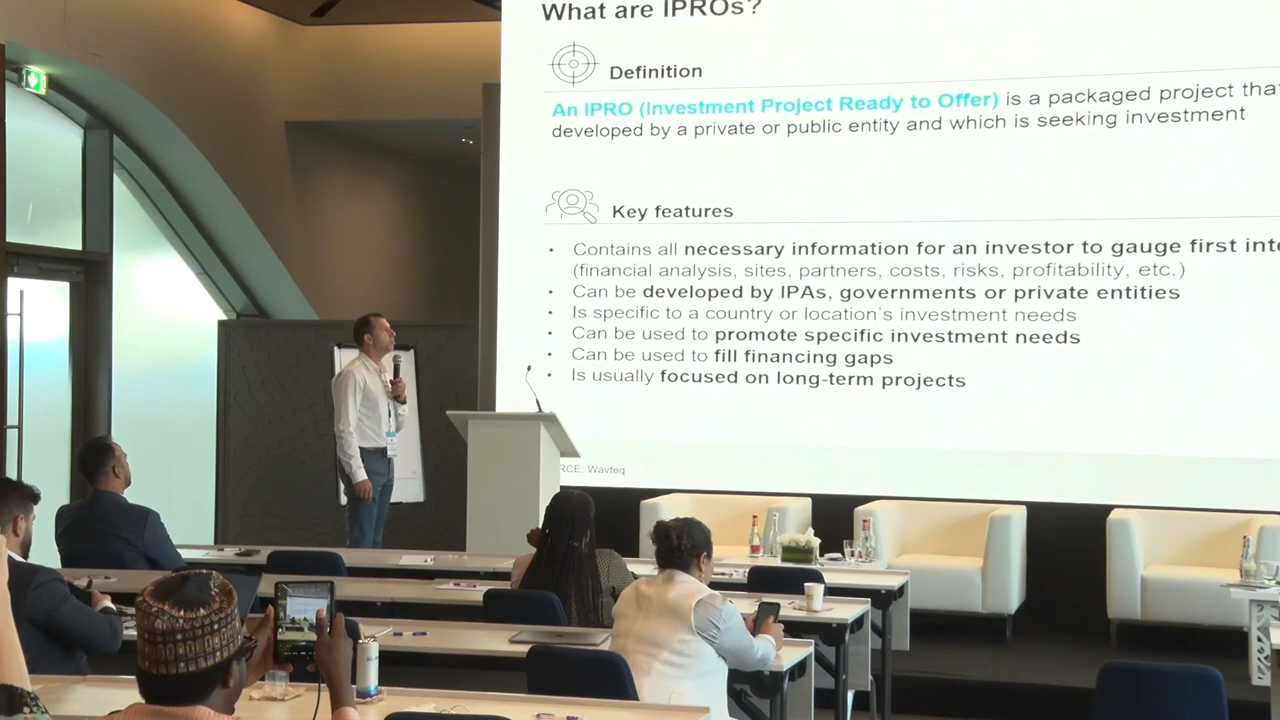 What are IPROs?
Definition
An IPRO (Investment Project Ready to Offer) is a packaged project tha
developed by a private or public entity and which is seeking investment
Key features
• Contains all necessary information for an investor to gauge first inte
(financial analysis, sites, partners, costs, risks, profitability, etc.)
• Can be developed by IPAs, governments or private entities
• Is specific to a country or location's investment needs
• Can be used to promote specific investment needs
• Can be used to fill financing gaps
• Is usually focused on long-term projects
RCE: Wavteq